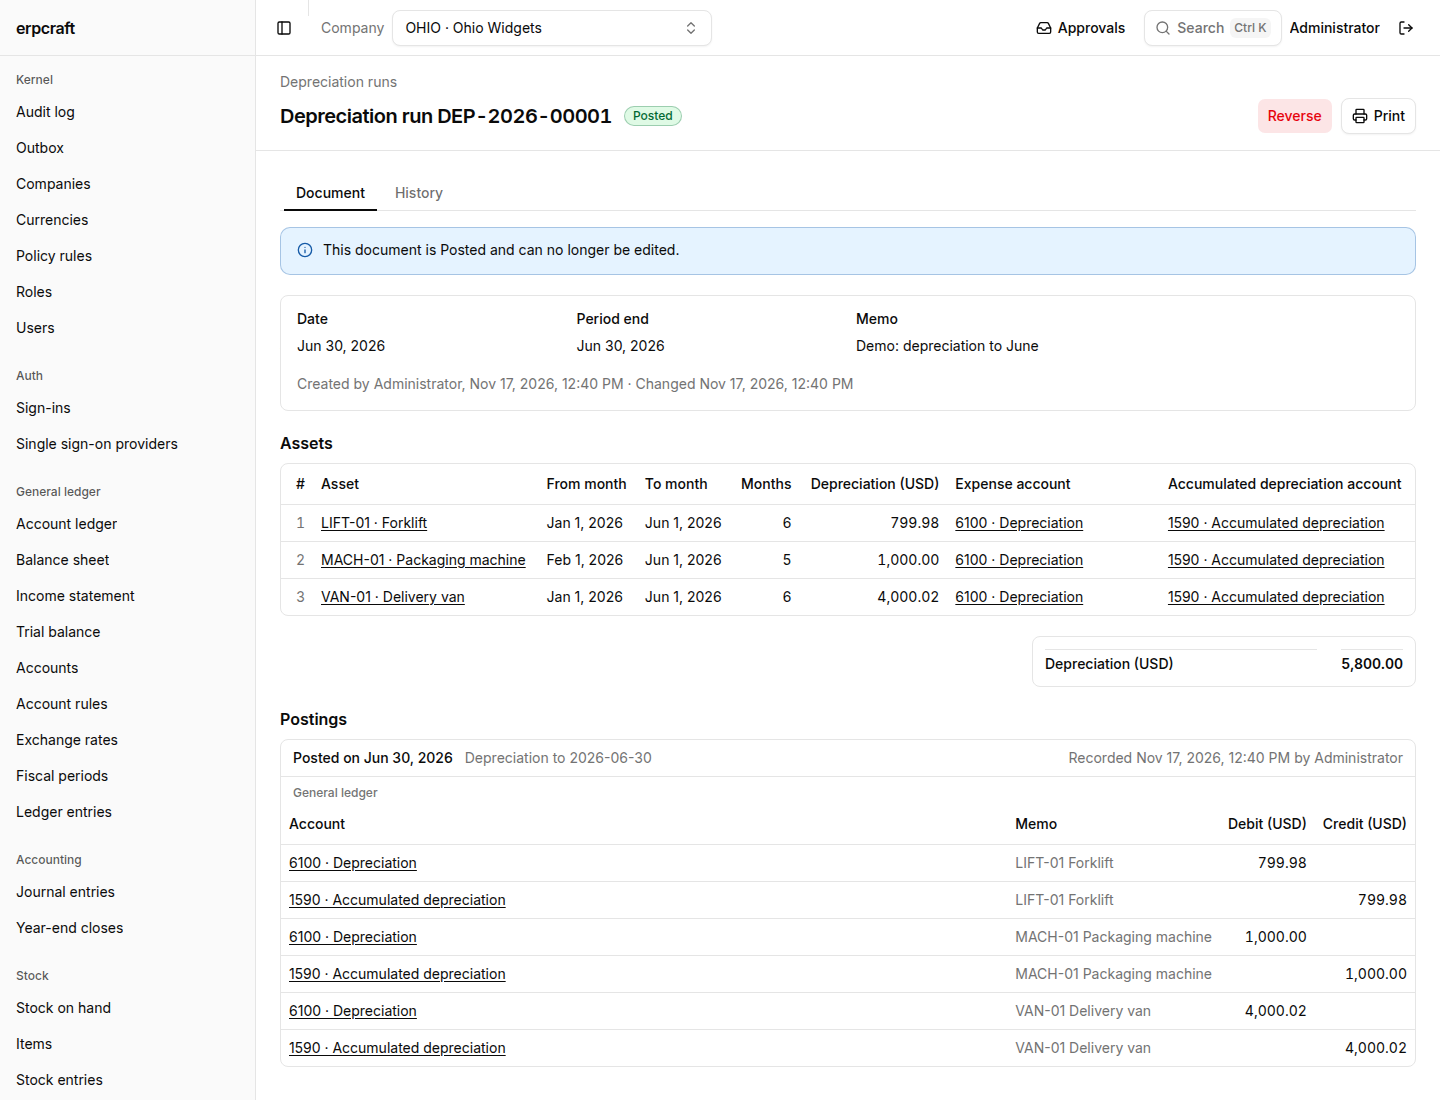 erpcraft
Company
OHIO · Ohio Widgets
Approvals
Search Ctrl K
Administrator
Kernel
Audit log
Outbox
Companies
Currencies
Policy rules
Roles
Users
Auth
Sign-ins
Single sign-on providers
General ledger
Account ledger
Balance sheet
Income statement
Trial balance
Accounts
Account rules
Exchange rates
Fiscal periods
Ledger entries
Accounting
Journal entries
Year-end closes
Stock
Stock on hand
Items
Stock entries
Depreciation runs
Depreciation run DEP-2026-00001 Posted
Reverse Print
Document History
This document is Posted and can no longer be edited.
Date Period end Memo
Jun 30, 2026 Jun 30, 2026 Demo: depreciation to June
Created by Administrator, Nov 17, 2026, 12:40 PM · Changed Nov 17, 2026, 12:40 PM
Assets
# Asset From month To month Months Depreciation (USD) Expense account Accumulated depreciation account
1 LIFT-01 · Forklift Jan 1, 2026 Jun 1, 2026 6 799.98 6100 · Depreciation 1590 · Accumulated depreciation
2 MACH-01 · Packaging machine Feb 1, 2026 Jun 1, 2026 5 1,000.00 6100 · Depreciation 1590 · Accumulated depreciation
3 VAN-01 · Delivery van Jan 1, 2026 Jun 1, 2026 6 4,000.02 6100 · Depreciation 1590 · Accumulated depreciation
Depreciation (USD) 5,800.00
Postings
Posted on Jun 30, 2026 Depreciation to 2026-06-30 Recorded Nov 17, 2026, 12:40 PM by Administrator
General ledger
Account Memo Debit (USD) Credit (USD)
6100 · Depreciation LIFT-01 Forklift 799.98
1590 · Accumulated depreciation LIFT-01 Forklift 799.98
6100 · Depreciation MACH-01 Packaging machine 1,000.00
1590 · Accumulated depreciation MACH-01 Packaging machine 1,000.00
6100 · Depreciation VAN-01 Delivery van 4,000.02
1590 · Accumulated depreciation VAN-01 Delivery van 4,000.02